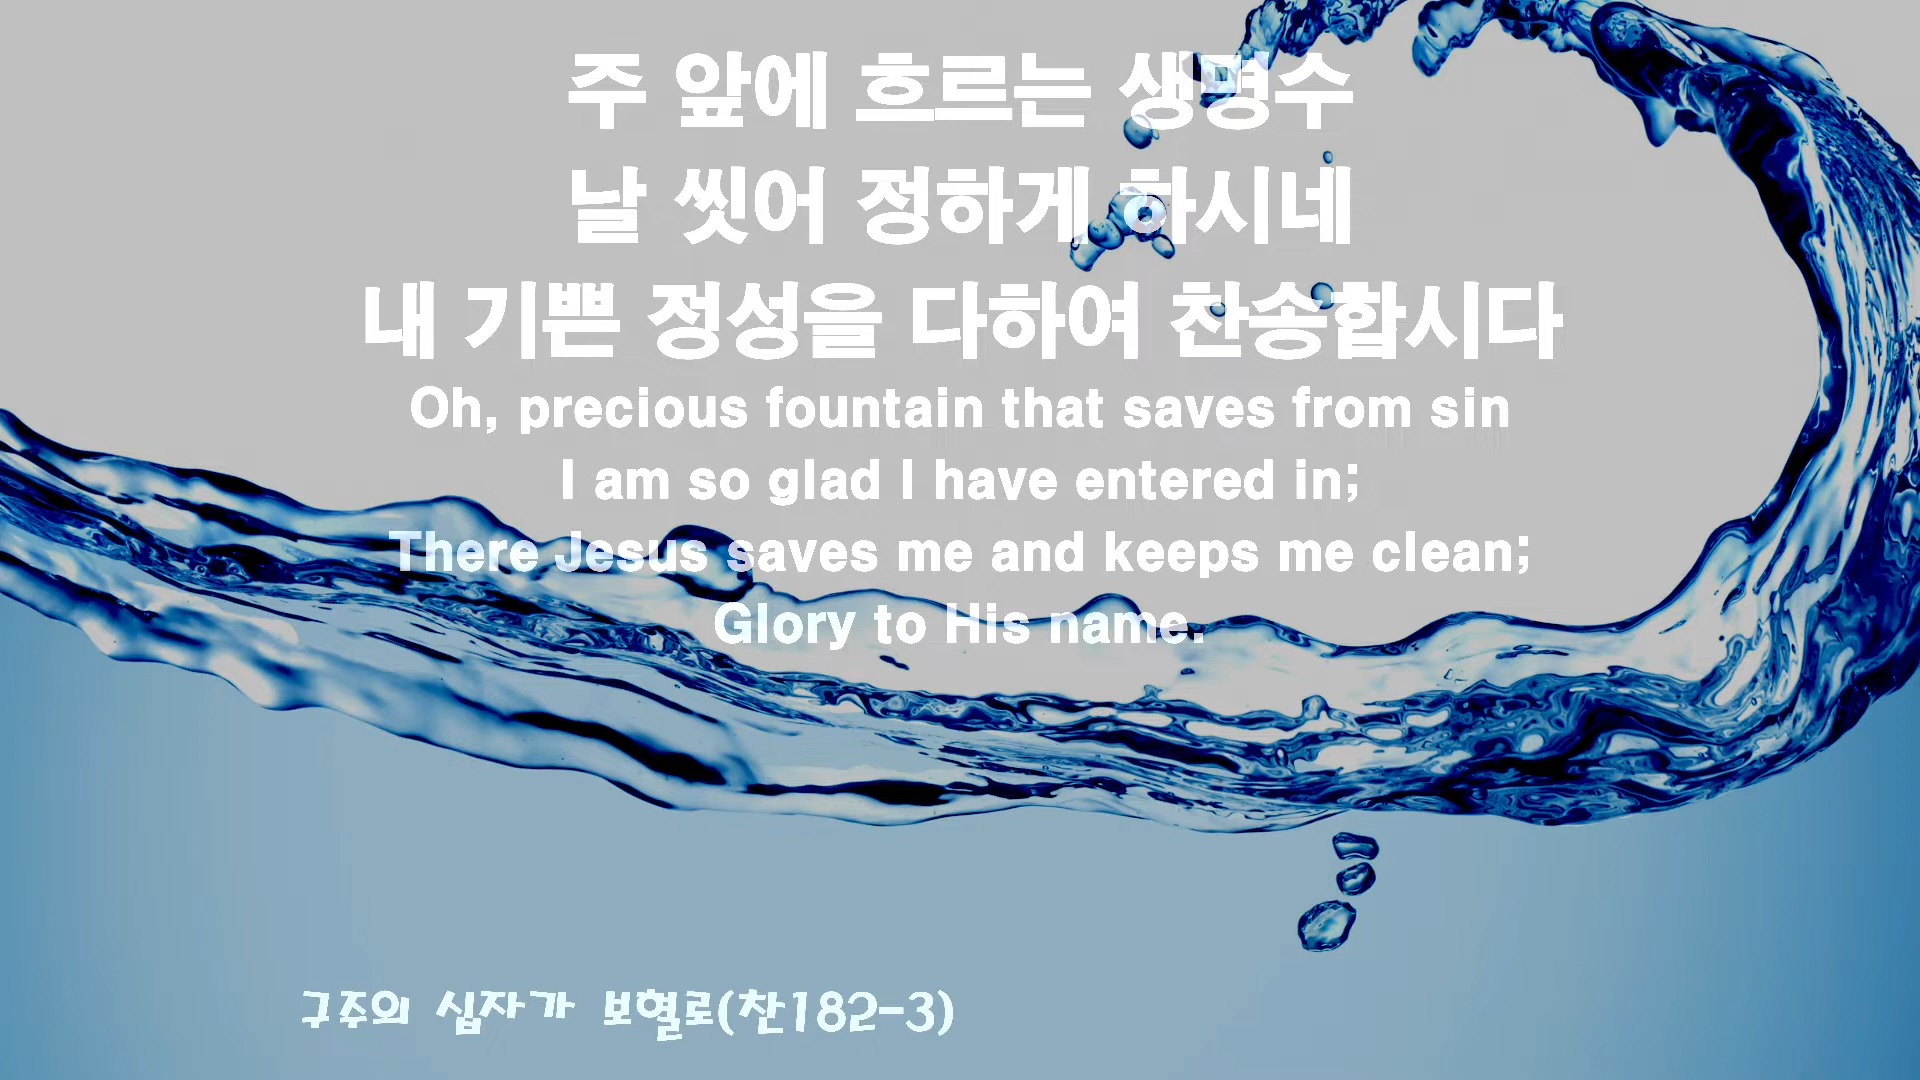 주 앞에 흐르는 생명수
날 씻어 정하게 하시네
내 기쁜 정성을 다하여 찬송합시다
Oh, precious fountain that saves from sin
I am so glad I have entered in;
There Jesus saves me and keeps me clean;
Glory to His name.
구주의 십자가 보혈로(찬182-3)